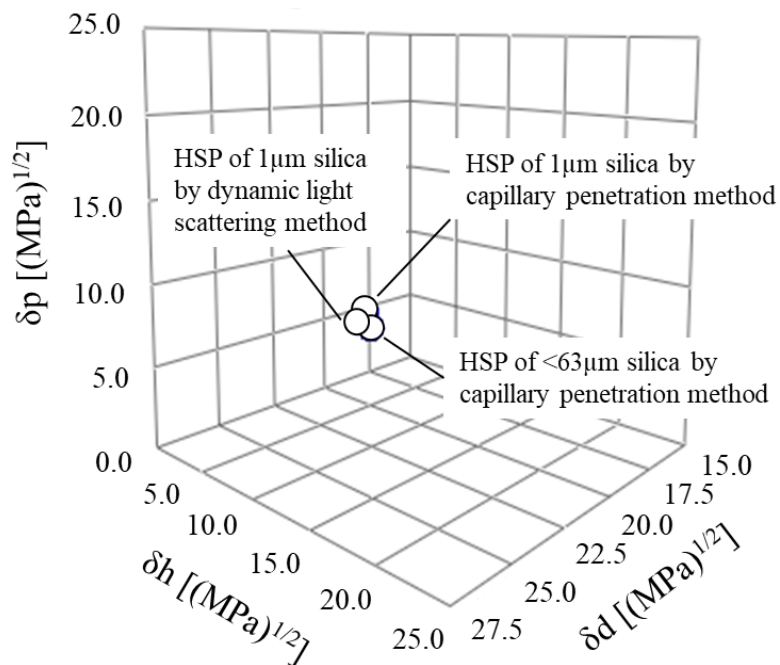 25.0
20.0
15.0
10.0
5.0
0.0
δp [(MPa)1/2]
HSP of 1μm silica
by dynamic light
scattering method
HSP of 1μm silica by
capillary penetration method
HSP of <63μm silica by
capillary penetration method
5.0
10.0
15.0
20.0
25.0
δh [(MPa)1/2]
15.0
17.5
20.0
22.5
25.0
27.5
δd [(MPa)1/2]